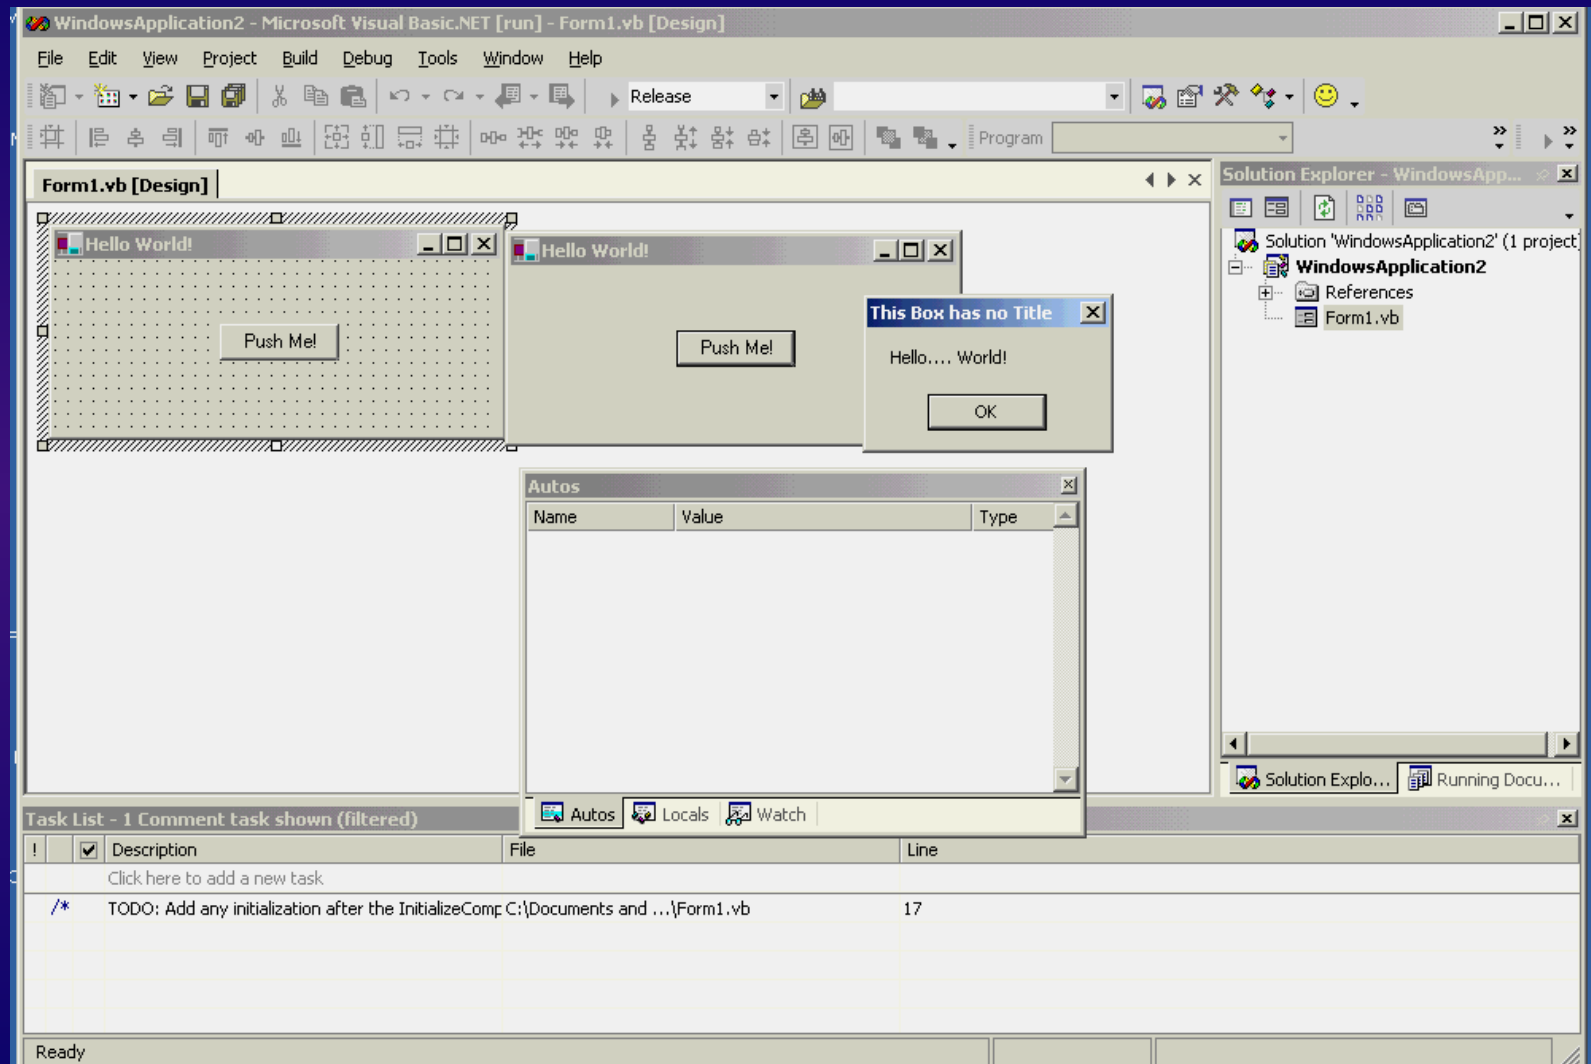 WindowsApplication2 - Microsoft Visual Basic.NET [run] - Form1.vb [Design]
File Edit View Project Build Debug Tools Window Help
Release
Program
Form1.vb [Design]
Solution Explorer - WindowsApp...
Hello World!
Hello World!
Push Me!
Push Me!
This Box has no Title
Hello.... World!
OK
Solution 'WindowsApplication2' (1 project
WindowsApplication2
References
Form1.vb
Autos
Name Value Type
Autos Locals Watch
Solution Explo... Running Docu...
Task List - 1 Comment task shown (filtered)
! Description File Line
Click here to add a new task
/* TODO: Add any initialization after the InitializeComp C:\Documents and ...\Form1.vb 17
Ready